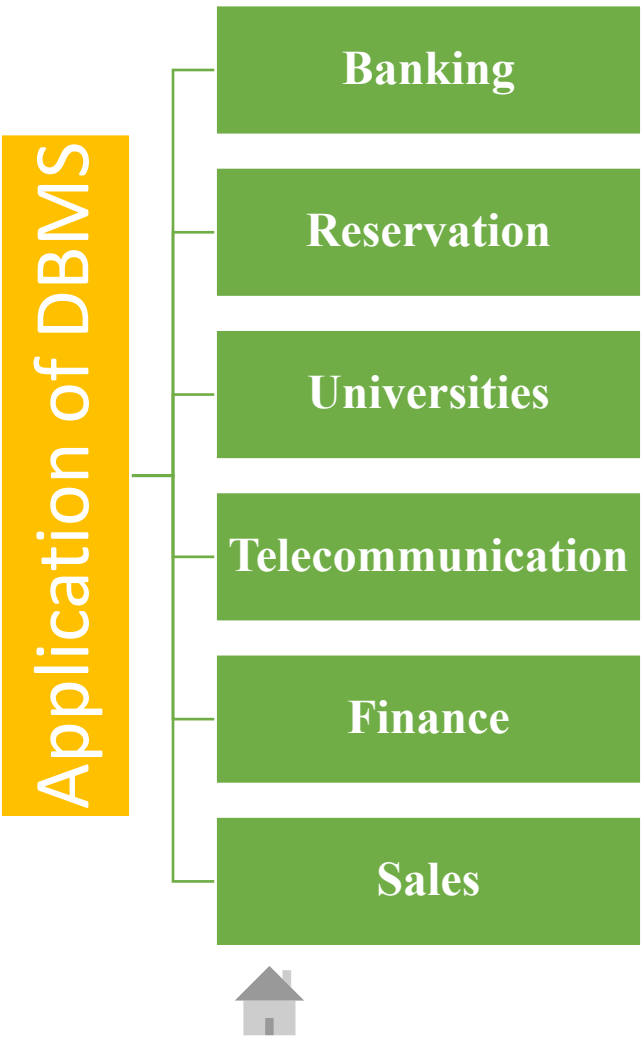 Application of DBMS
Banking
Reservation
Universities
Telecommunication
Finance
Sales